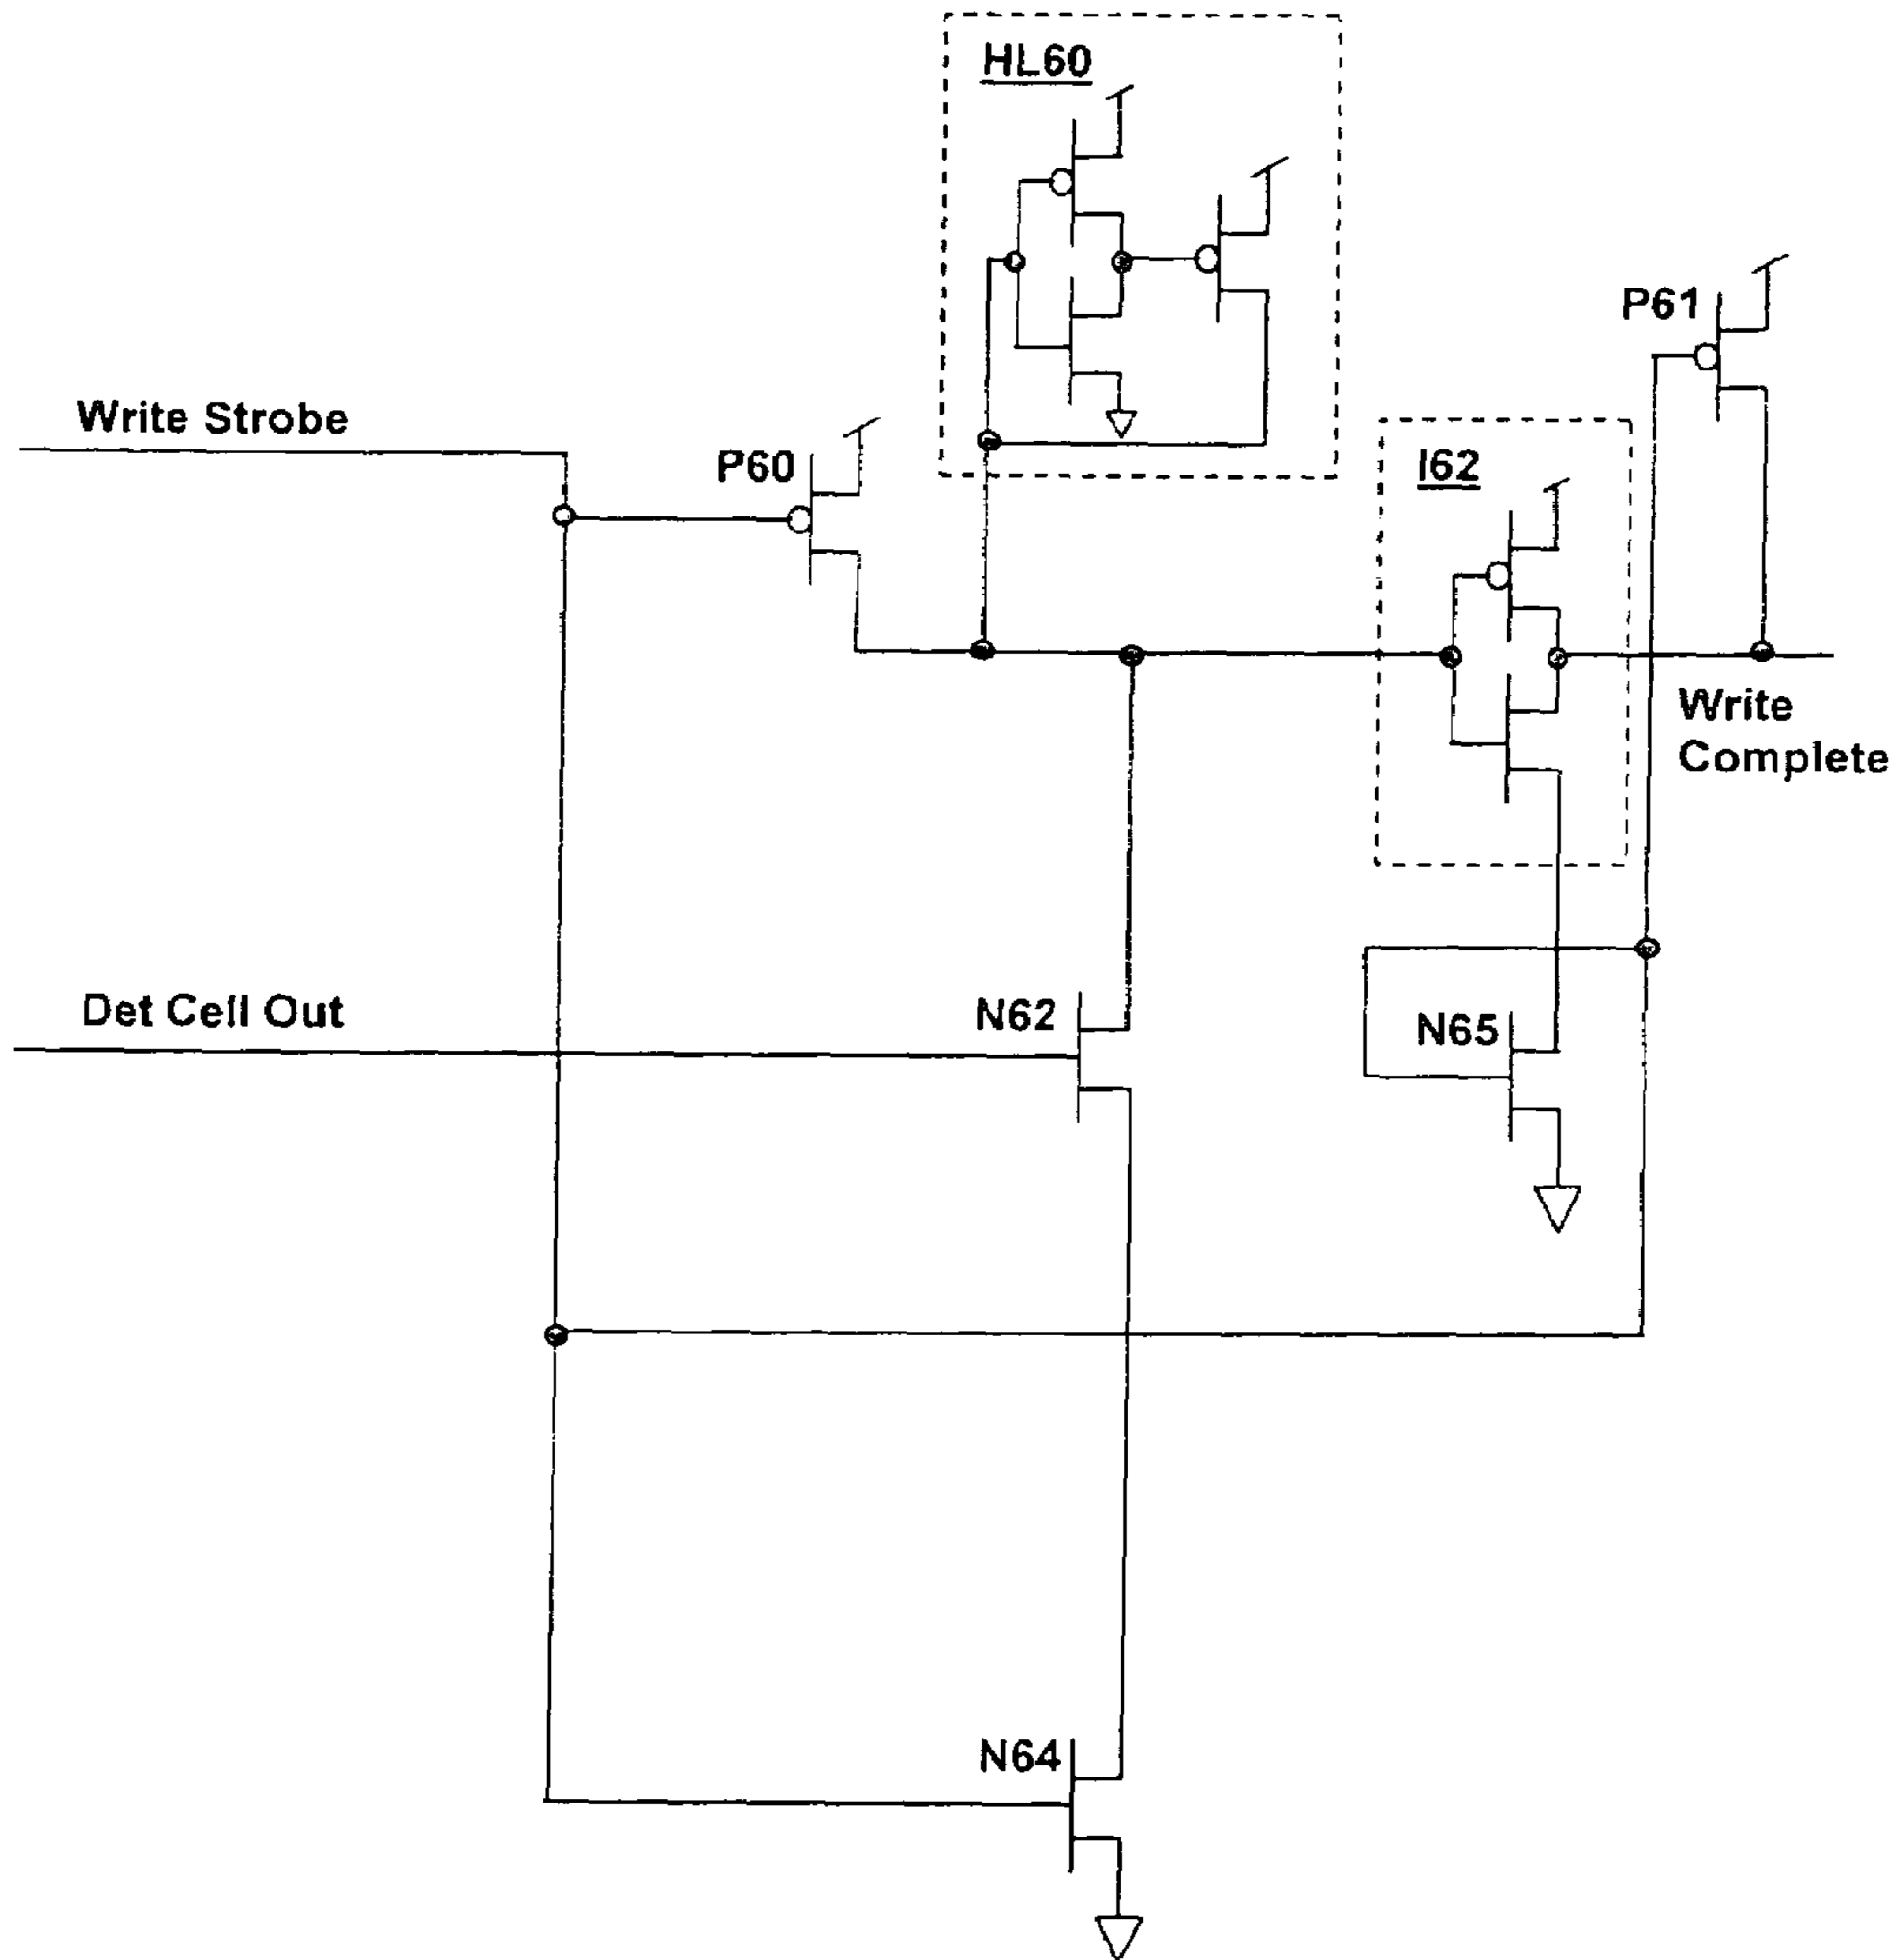 HL60
P61
Write Strobe
P60
I62
Write
Complete
Det Cell Out
N62
N65
N64